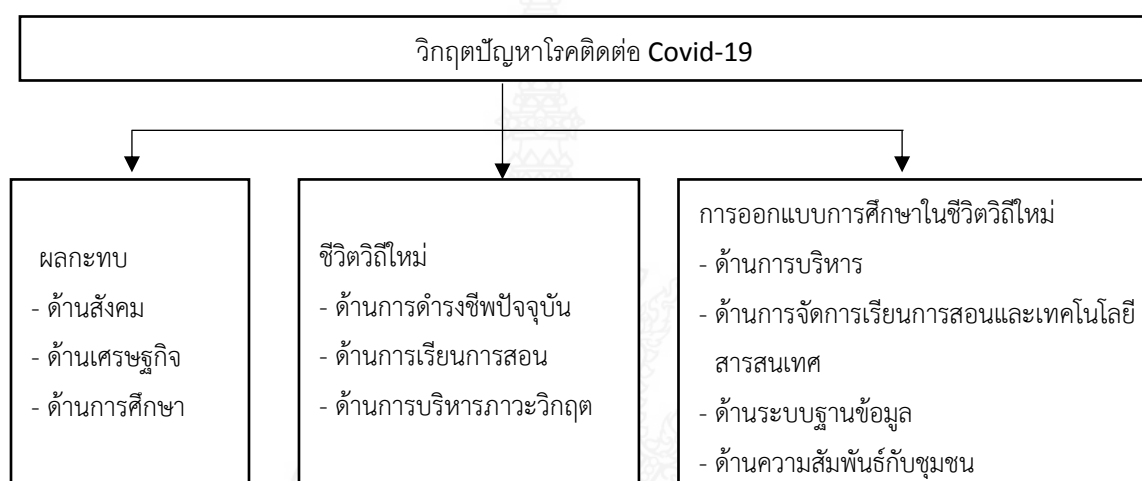 วิกฤตปัญหาโรคติดต่อ Covid-19
ผลกะทบ
- ด้านสังคม
- ด้านเศรษฐกิจ
- ด้านการศึกษา
ชีวิตวิถีใหม่
- ด้านการดำรงชีพปัจจุบัน
- ด้านการเรียนการสอน
- ด้านการบริหารภาวะวิกฤต
การออกแบบการศึกษาในชีวิตวิถีใหม่
- ด้านการบริหาร
- ด้านการจัดการเรียนการสอนและเทคโนโลยี
สารสนเทศ
- ด้านระบบฐานข้อมูล
- ด้านความสัมพันธ์กับชุมชน